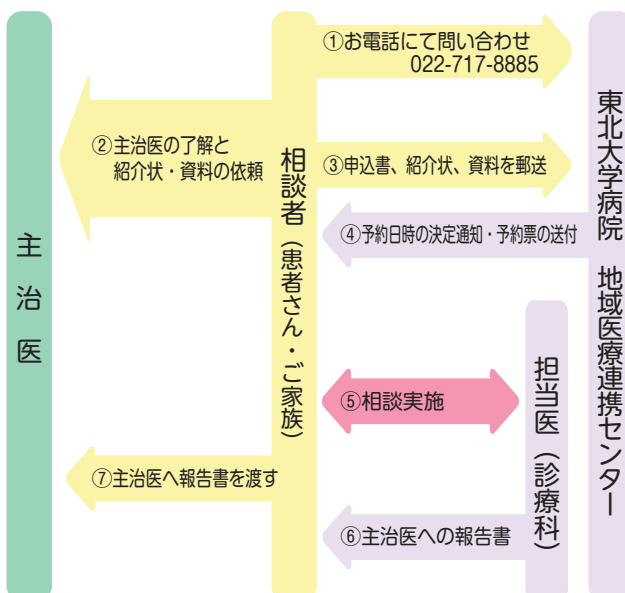 ①お電話にて問い合わせ
022-717-8885
②主治医の了解と
紹介状・資料の依頼
③申込書、紹介状、資料を郵送
④予約日時の決定通知・予約票の送付
主治医
相談者（患者さん・ご家族）
東北大学病院 地域医療連携センター
担当医（診療科）
⑤相談実施
⑦主治医へ報告書を渡す
⑥主治医への報告書